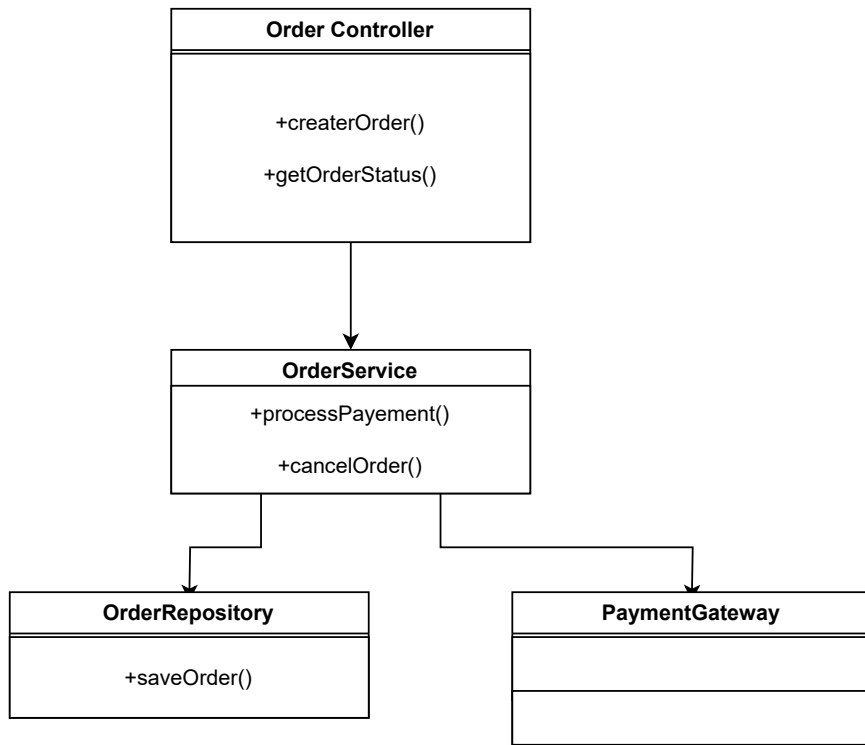 Order Controller
+createrOrder()
+getOrderStatus()
OrderService
+processPayement()
+cancelOrder()
OrderRepository
PaymentGateway
+saveOrder()